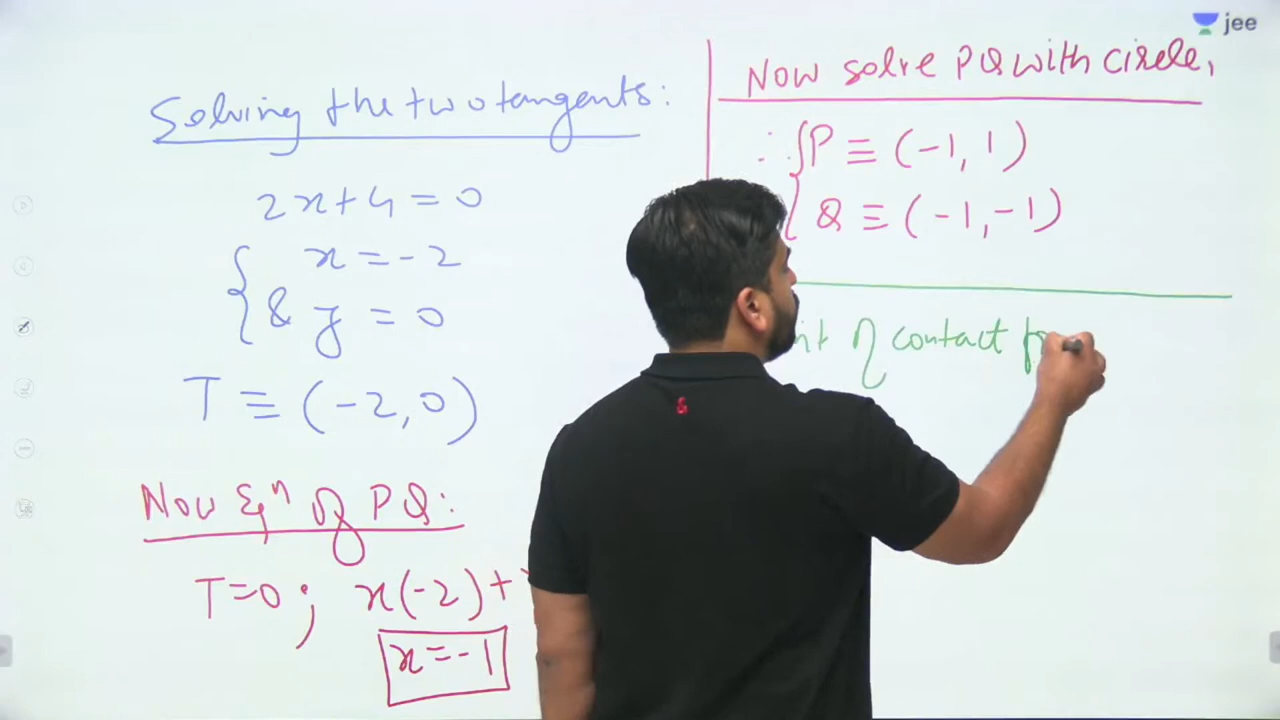 jee
Solving the two tangents:
2x+4=0
x=-2
& y=0
T≡(-2,0)
Now Eqⁿ of PQ:
T=0; x(-2)+
x=-1
Now solve PQ with circle,
∴ P≡(-1,1)
Q≡(-1,-1)
of contact